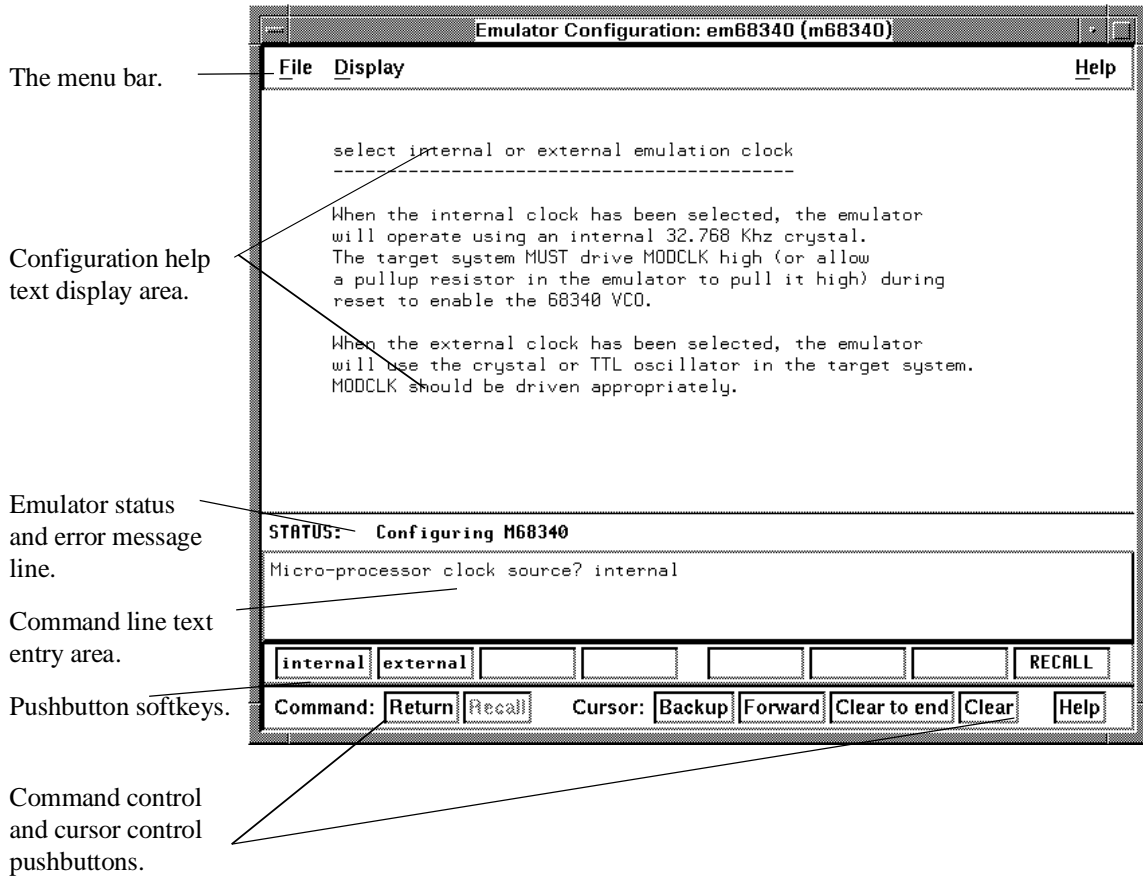 Emulator Configuration: em68340 (m68340)
The menu bar.
File Display Help
select internal or external emulation clock
-------------------------------------------
When the internal clock has been selected, the emulator
will operate using an internal 32.768 Khz crystal.
The target system MUST drive MODCLK high (or allow
a pullup resistor in the emulator to pull it high) during
reset to enable the 68340 VCO.
When the external clock has been selected, the emulator
will use the crystal or TTL oscillator in the target system.
MODCLK should be driven appropriately.
Configuration help
text display area.
Emulator status
and error message
line.
STATUS: Configuring M68340
Micro-processor clock source? internal
Command line text
entry area.
internal external RECALL
Pushbutton softkeys.
Command: Return Recall Cursor: Backup Forward Clear to end Clear Help
Command control
and cursor control
pushbuttons.